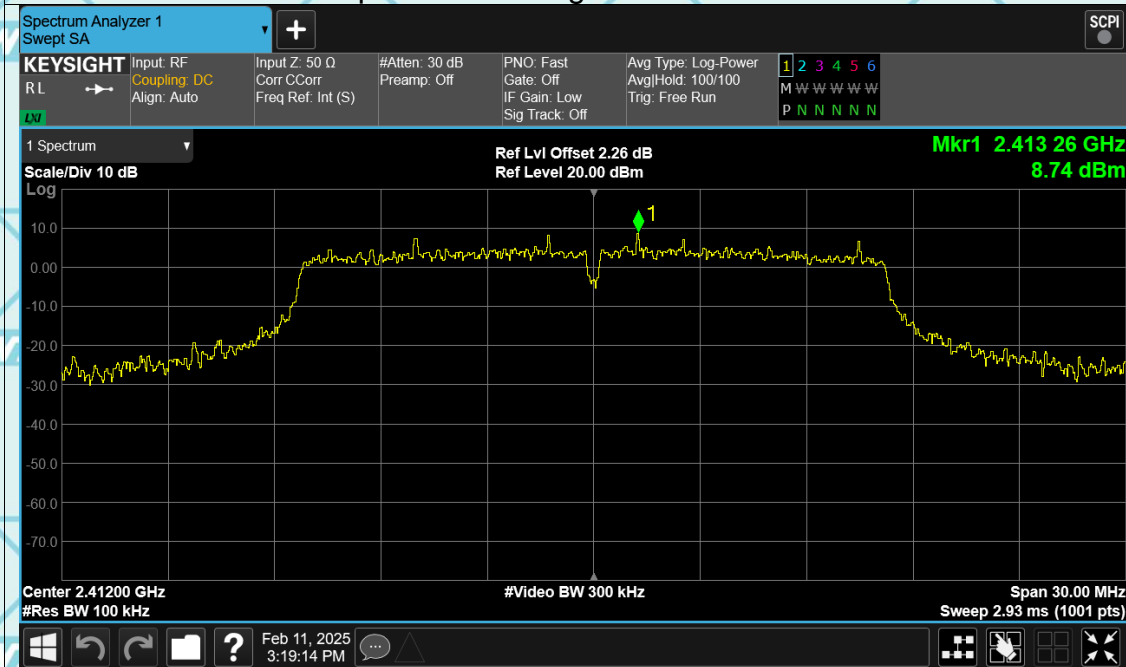 Spectrum Analyzer 1
Swept SA
SCPI
KEYSIGHT
R L
LXI
Input: RF
Coupling: DC
Align: Auto
Input Z: 50 Ω
Corr CCorr
Freq Ref: Int (S)
#Atten: 30 dB
Preamp: Off
PNO: Fast
Gate: Off
IF Gain: Low
Sig Track: Off
Avg Type: Log-Power
Avg|Hold: 100/100
Trig: Free Run
1 2 3 4 5 6
M W W W W W W
P N N N N N
1 Spectrum
Scale/Div 10 dB
Log
Ref Lvl Offset 2.26 dB
Ref Level 20.00 dBm
Mkr1 2.413 26 GHz
8.74 dBm
1
10.0
0.00
-10.0
-20.0
-30.0
-40.0
-50.0
-60.0
-70.0
Center 2.41200 GHz
#Res BW 100 kHz
#Video BW 300 kHz
Span 30.00 MHz
Sweep 2.93 ms (1001 pts)
?
Feb 11, 2025
3:19:14 PM